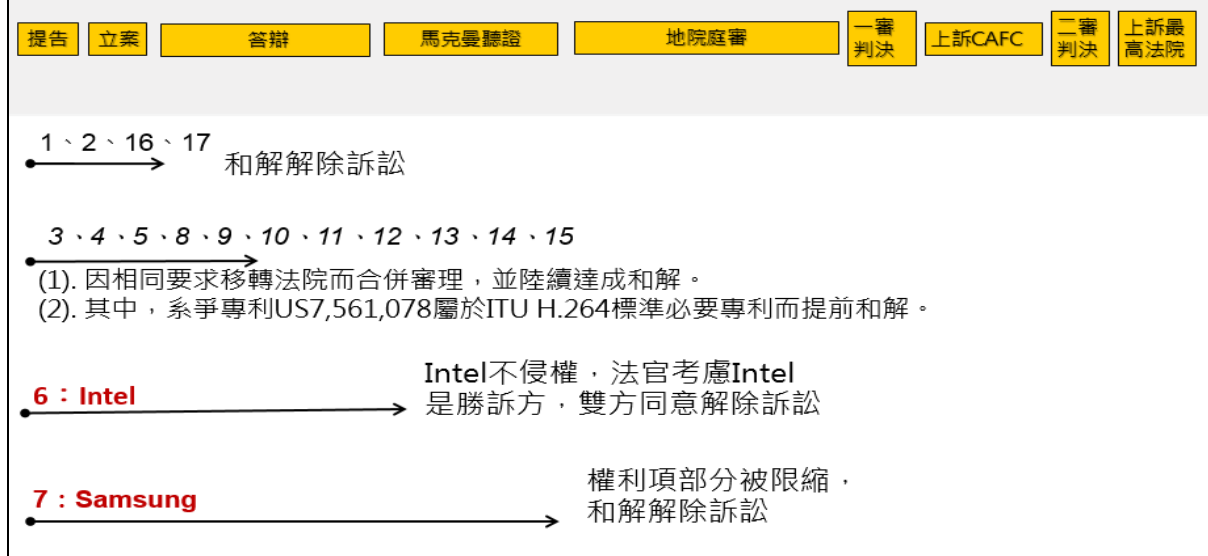 提告 立案 答辯 馬克曼聽證 地院庭審 一審判決 上訴CAFC 二審判決 上訴最高法院
1、2、16、17
和解解除訴訟
3、4、5、8、9、10、11、12、13、14、15
(1). 因相同要求移轉法院而合併審理，並陸續達成和解。
(2). 其中，系爭專利US7,561,078屬於ITU H.264標準必要專利而提前和解。
Intel不侵權，法官考慮Intel
6：Intel
是勝訴方，雙方同意解除訴訟
權利項部分被限縮，
7：Samsung
和解解除訴訟